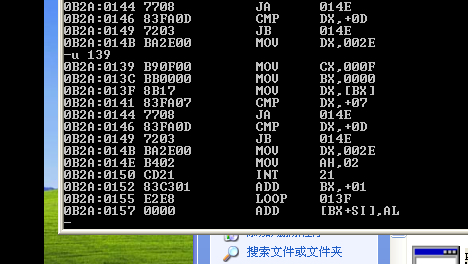 0B2A:0144 7708 JA 014E
0B2A:0146 83FA0D CMP DX,+0D
0B2A:0149 7203 JB 014E
0B2A:014B BA2E00 MOV DX,002E
-u 139
0B2A:0139 B90F00 MOV CX,000F
0B2A:013C BB0000 MOV BX,0000
0B2A:013F 8B17 MOV DX,[BX]
0B2A:0141 83FA07 CMP DX,+07
0B2A:0144 7708 JA 014E
0B2A:0146 83FA0D CMP DX,+0D
0B2A:0149 7203 JB 014E
0B2A:014B BA2E00 MOV DX,002E
0B2A:014E B402 MOV AH,02
0B2A:0150 CD21 INT 21
0B2A:0152 83C301 ADD BX,+01
0B2A:0155 E2E8 LOOP 013F
0B2A:0157 0000 ADD [BX+SI],AL
-
搜索文件或文件夹